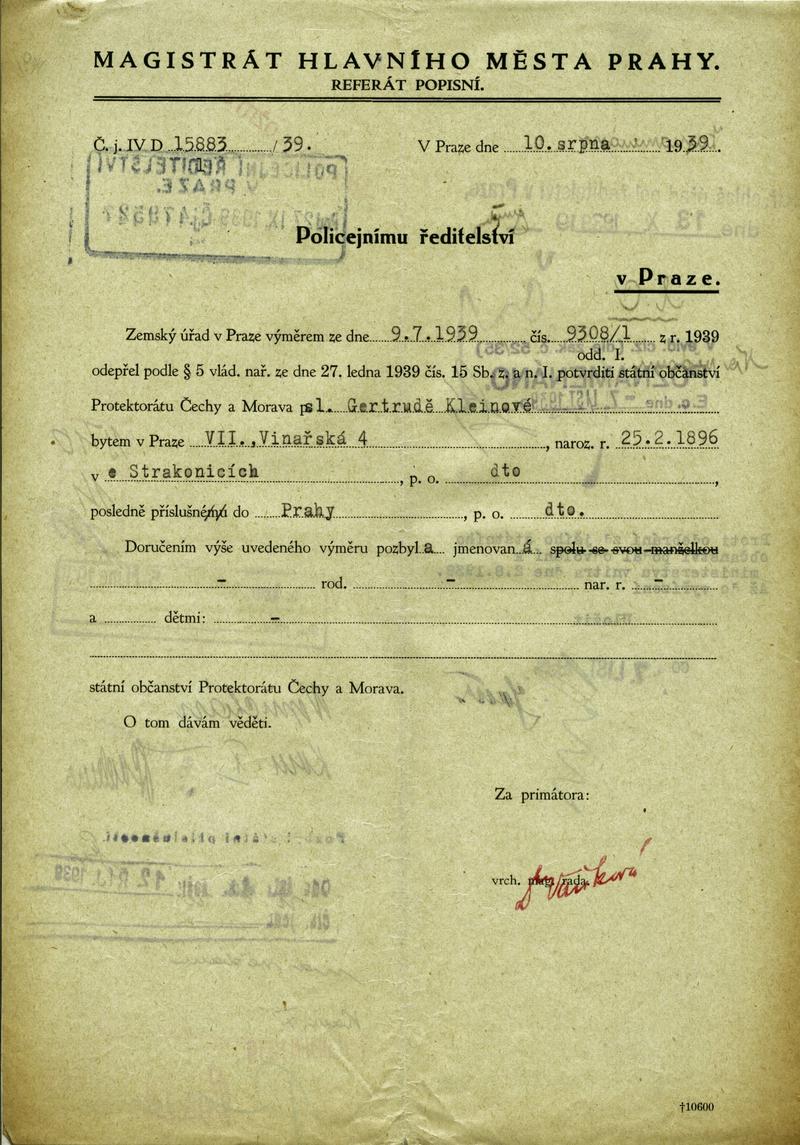 MAGISTRÁT HLAVNÍHO MĚSTA PRAHY.
REFERÁT POPISNÍ.
Č. j. IV D 15883 / 39. V Praze dne 10. srpna 1939.
Policejnímu ředitelství
v Praze.
Zemský úřad v Praze výměrem ze dne 9.7.1939 čís. 9308/1 z r. 1939
odd. I.
odepřel podle § 5 vlád. nař. ze dne 27. ledna 1939 čís. 15 Sb. z. a n. I. potvrditi státní občanství
Protektorátu Čechy a Morava sl. Gertrudě Kleinové
bytem v Praze VII., Vinařská 4, naroz. r. 25.2.1896
v e Strakonicích, p. o. dto,
posledně příslušné/ý/í do Prahy, p. o. dto.
Doručením výše uvedeného výměru pozbyla jmenovaná spolu se svou manželkou
- rod. - nar. r. -
a dětmi: -
státní občanství Protektorátu Čechy a Morava.
O tom dávám věděti.
Za primátora:
vrch. rada.
†10600